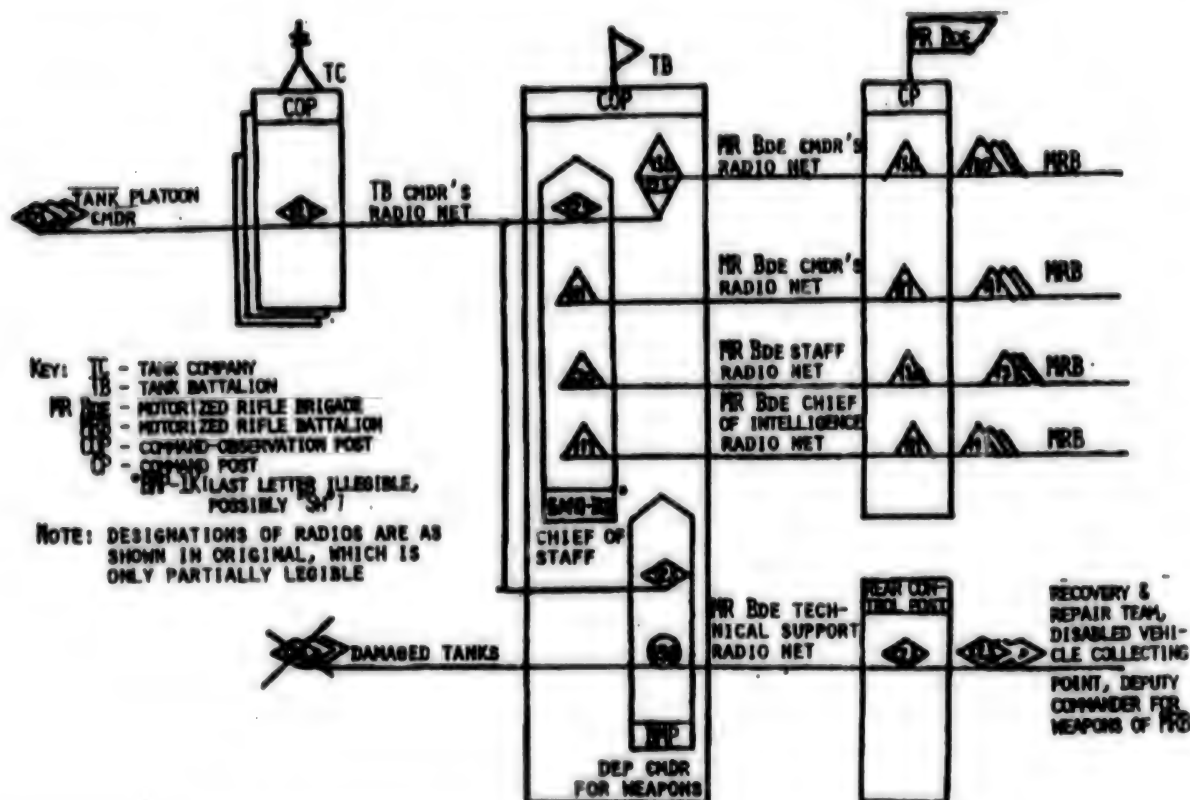 TC
COP
TANK PLATOON
CMDR
TB CMDR'S
RADIO NET
TB
COP
MR BDE
CP
MR BDE CMDR'S
RADIO NET
MRB
MR BDE CMDR'S
RADIO NET
MRB
MR BDE STAFF
RADIO NET
MRB
MR BDE CHIEF
OF INTELLIGENCE
RADIO NET
MRB
KEY: TC - TANK COMPANY
TB - TANK BATTALION
MR BDE - MOTORIZED RIFLE BRIGADE
MRB - MOTORIZED RIFLE BATTALION
COP - COMMAND-OBSERVATION POST
CP - COMMAND POST
*BMP-1K(LAST LETTER ILLEGIBLE,
POSSIBLY "SH")
NOTE: DESIGNATIONS OF RADIOS ARE AS
SHOWN IN ORIGINAL, WHICH IS
ONLY PARTIALLY LEGIBLE
CHIEF OF
STAFF
DAMAGED TANKS
BMP
DEP CMDR
FOR WEAPONS
MR BDE TECH-
NICAL SUPPORT
RADIO NET
REAR CON-
TROL POINT
RECOVERY &
REPAIR TEAM,
DISABLED VEHI-
CLE COLLECTING
POINT, DEPUTY
COMMANDER FOR
WEAPONS OF MRB